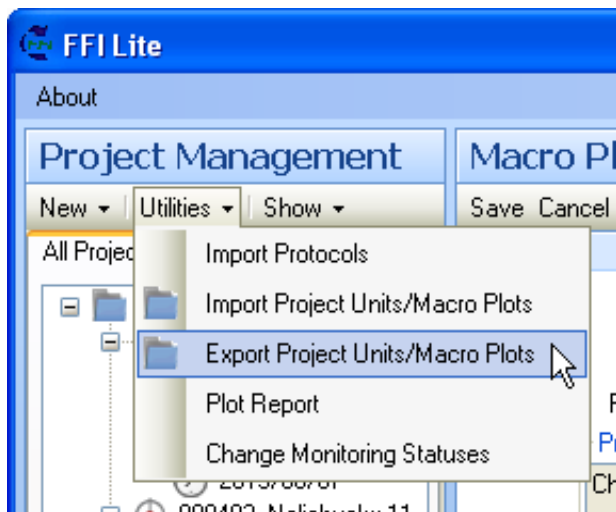 FFI Lite
About
Project Management
Macro Pl
New Utilities Show
Save Cancel
All Projec
Import Protocols
Import Project Units/Macro Plots
Export Project Units/Macro Plots
Plot Report
Change Monitoring Statuses